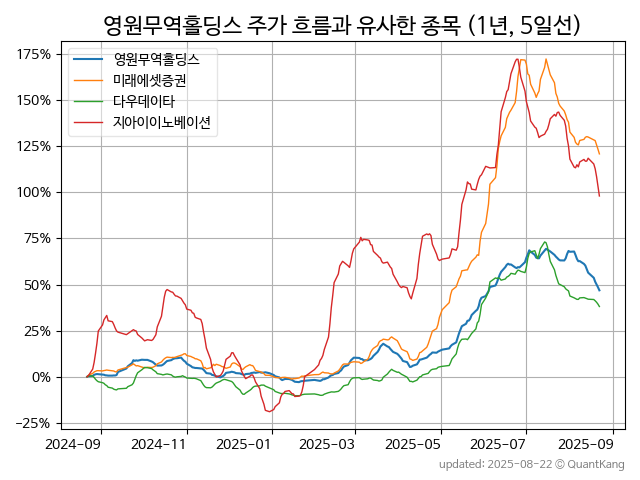 영원무역홀딩스 주가 흐름과 유사한 종목 (1년, 5일선)
영원무역홀딩스
미래에셋증권
다우데이타
지아이이노베이션
175%
150%
125%
100%
75%
50%
25%
0%
−25%
2024-09
2024-11
2025-01
2025-03
2025-05
2025-07
2025-09
updated: 2025-08-22 © QuantKang